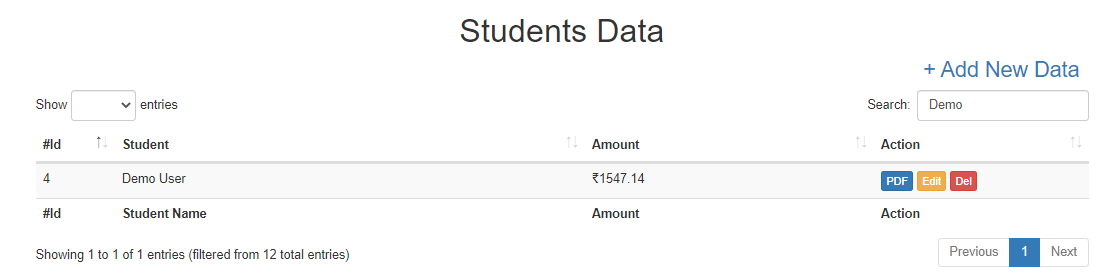 Students Data
+ Add New Data
Show entries
Search: Demo
#Id Student Amount Action
4 Demo User ₹1547.14 PDF Edit Del
#Id Student Name Amount Action
Showing 1 to 1 of 1 entries (filtered from 12 total entries)
Previous 1 Next